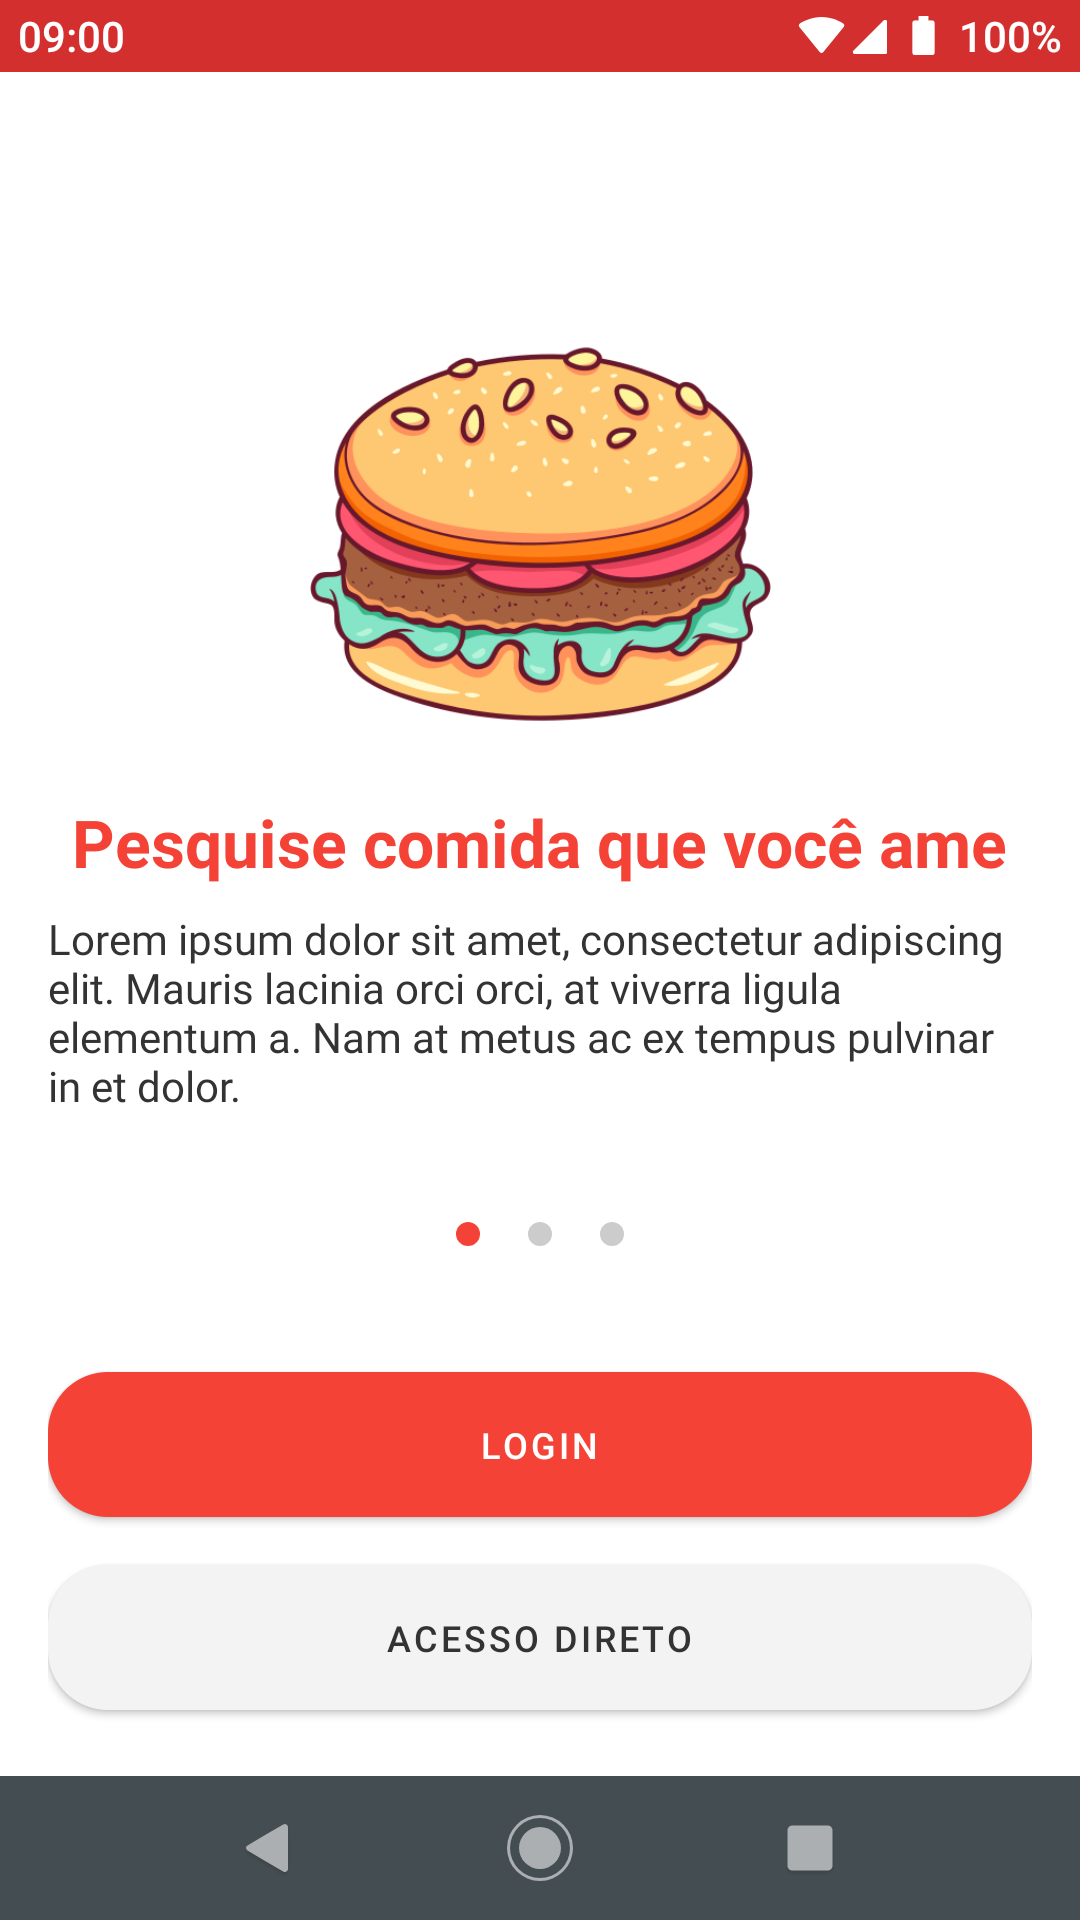 09:00 100%
Pesquise comida que você ame
Lorem ipsum dolor sit amet, consectetur adipiscing
elit. Mauris lacinia orci orci, at viverra ligula
elementum a. Nam at metus ac ex tempus pulvinar
in et dolor.
LOGIN
ACESSO DIRETO